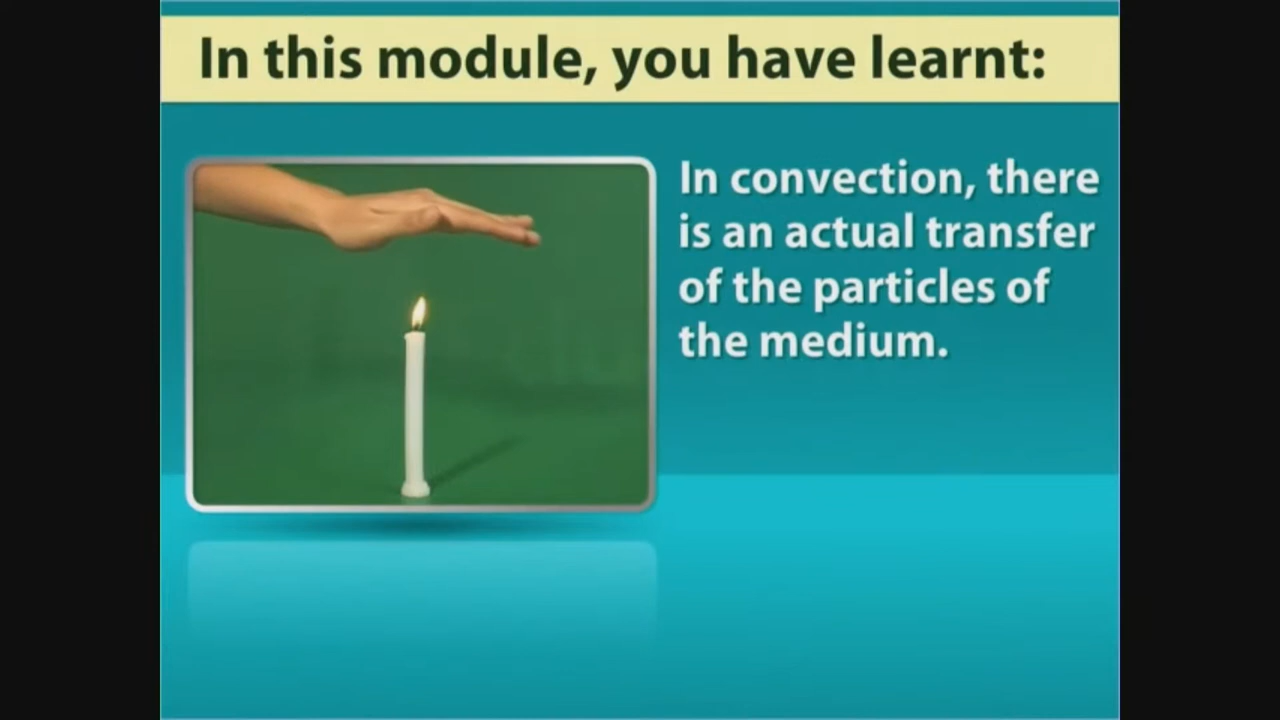 In this module, you have learnt:
In convection, there
is an actual transfer
of the particles of
the medium.